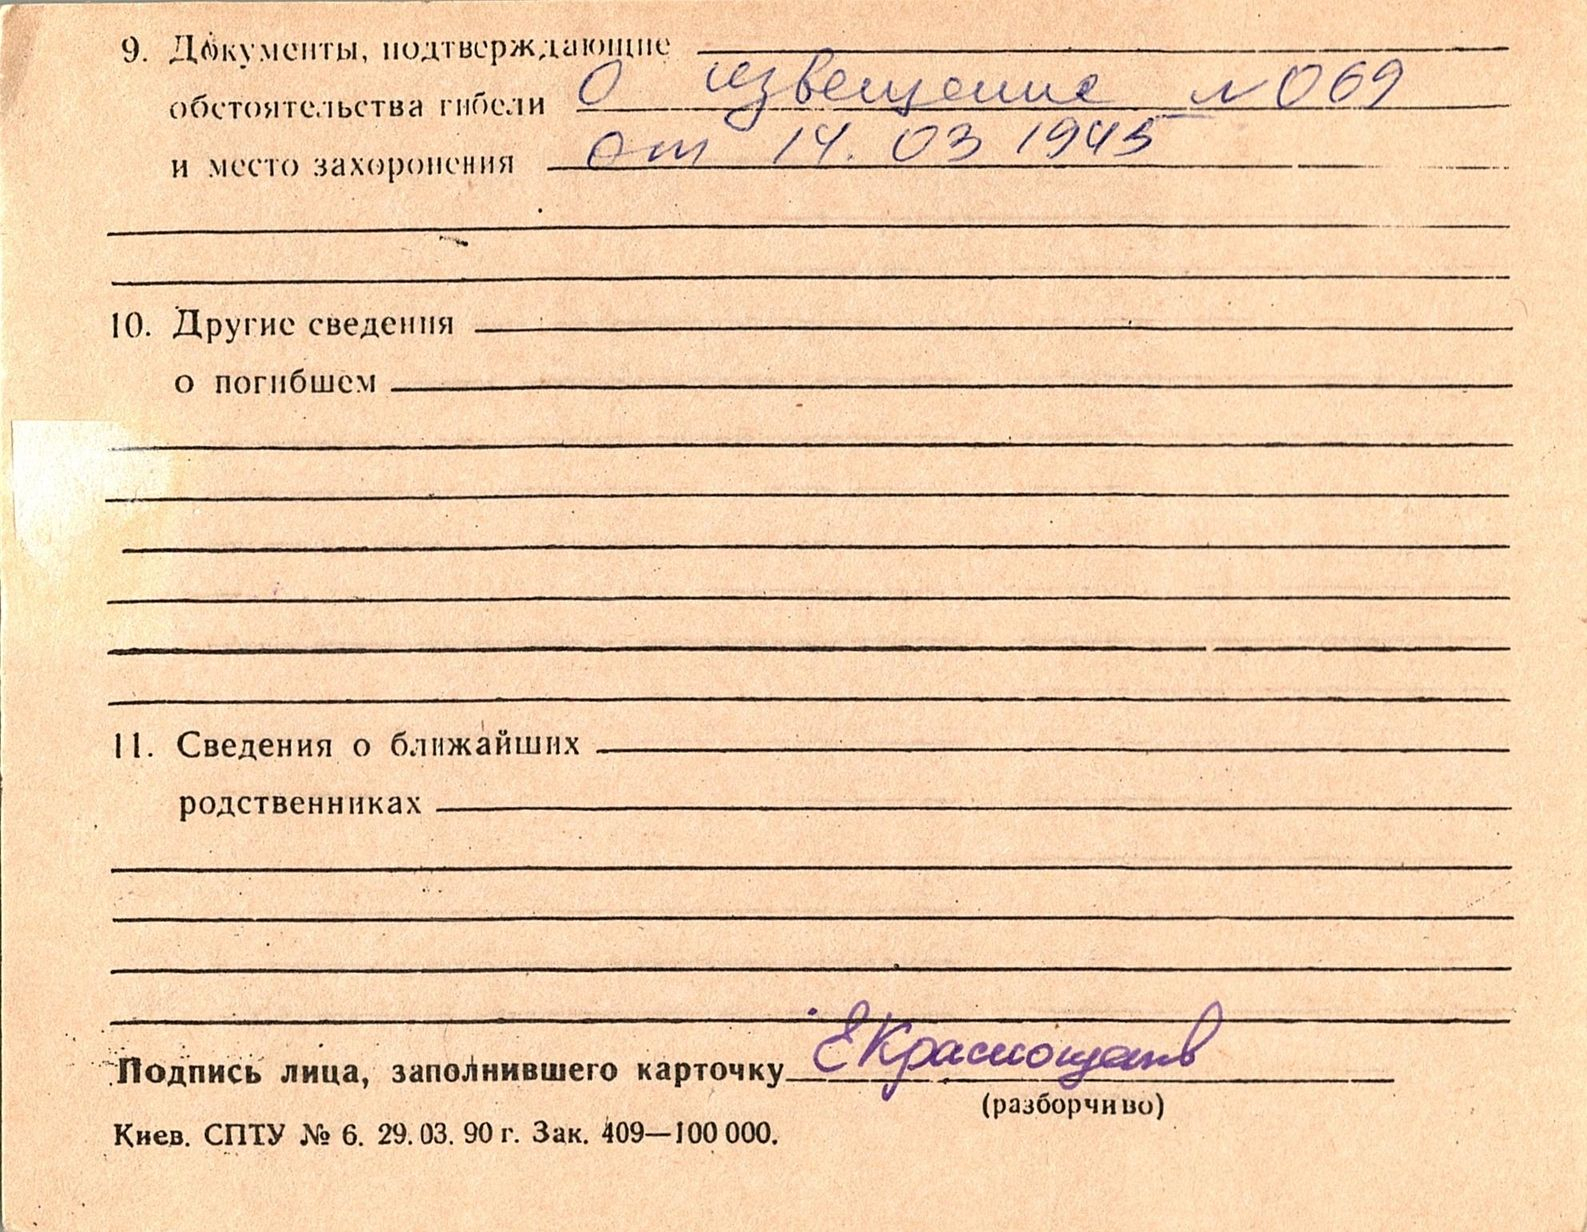 9. Документы, подтверждающие
обстоятельства гибели О извещение № 069
и место захоронения от 14.03 1945
10. Другие сведения
о погибшем
11. Сведения о ближайших
родственниках
Подпись лица, заполнившего карточку ЕКраснощеков
(разборчиво)
Киев. СПТУ № 6. 29.03.90 г. Зак. 409—100 000.